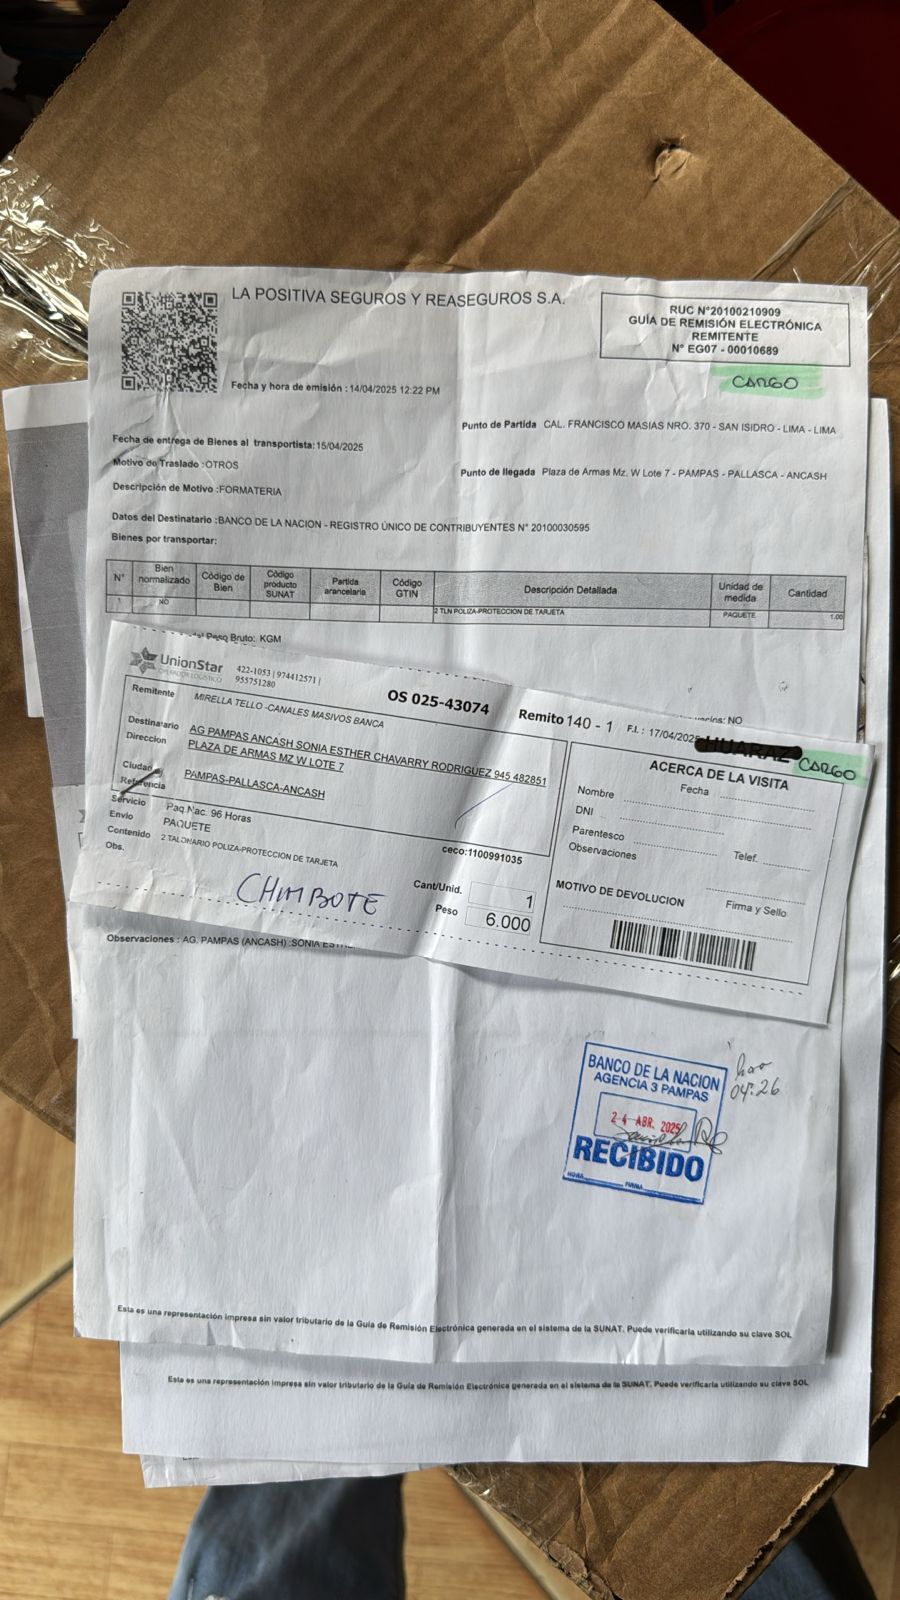 LA POSITIVA SEGUROS Y REASEGUROS S.A.
RUC N°20100210909
GUÍA DE REMISIÓN ELECTRÓNICA
REMITENTE
N° EG07 - 00010689
CARGO
Fecha y hora de emisión : 14/04/2025 12:22 PM
Punto de Partida CAL. FRANCISCO MASIAS NRO. 370 - SAN ISIDRO - LIMA - LIMA
Fecha de entrega de Bienes al transportista: 15/04/2025
Motivo de Traslado :OTROS
Punto de llegada Plaza de Armas Mz. W Lote 7 - PAMPAS - PALLASCA - ANCASH
Descripción de Motivo :FORMATERIA
Datos del Destinatario :BANCO DE LA NACION - REGISTRO ÚNICO DE CONTRIBUYENTES N° 20100030595
Bienes por transportar:
N° Bien normalizado Código de Bien Código producto SUNAT Partida arancelaria Código GTIN Descripción Detallada Unidad de medida Cantidad
1 NO 2 TLN POLIZA-PROTECCION DE TARJETA PAQUETE 1.00
Peso Bruto: KGM
NO
UnionStar
OPERADOR LOGISTICO
422-1053 | 974412571 |
955751280
OS 025-43074
Remito 140 - 1
F.I. : 17/04/2025
HUARAZ
CARGO
Remitente MIRELLA TELLO -CANALES MASIVOS BANCA
Destinatario AG PAMPAS ANCASH SONIA ESTHER CHAVARRY RODRIGUEZ 945 482851
Direccion PLAZA DE ARMAS MZ W LOTE 7
Ciudad PAMPAS-PALLASCA-ANCASH
Referencia
Servicio Paq.Nac. 96 Horas
Envío PAQUETE
Contenido 2 TALONARIO POLIZA-PROTECCION DE TARJETA
Obs.
ceco:1100991035
CHIMBOTE
Cant/Unid. 1
Peso 6.000
ACERCA DE LA VISITA
Nombre Fecha
DNI
Parentesco
Observaciones Telef.
MOTIVO DE DEVOLUCION Firma y Sello
Observaciones : AG. PAMPAS (ANCASH) :SONIA
BANCO DE LA NACION
AGENCIA 3 PAMPAS
24 ABR. 2025
RECIBIDO
HORA FIRMA
04:26
Esta es una representación impresa sin valor tributario de la Guía de Remisión Electrónica generada en el sistema de la SUNAT. Puede verificarla utilizando su clave SOL
Esta es una representación impresa sin valor tributario de la Guía de Remisión Electrónica generada en el sistema de la SUNAT. Puede verificarla utilizando su clave SOL